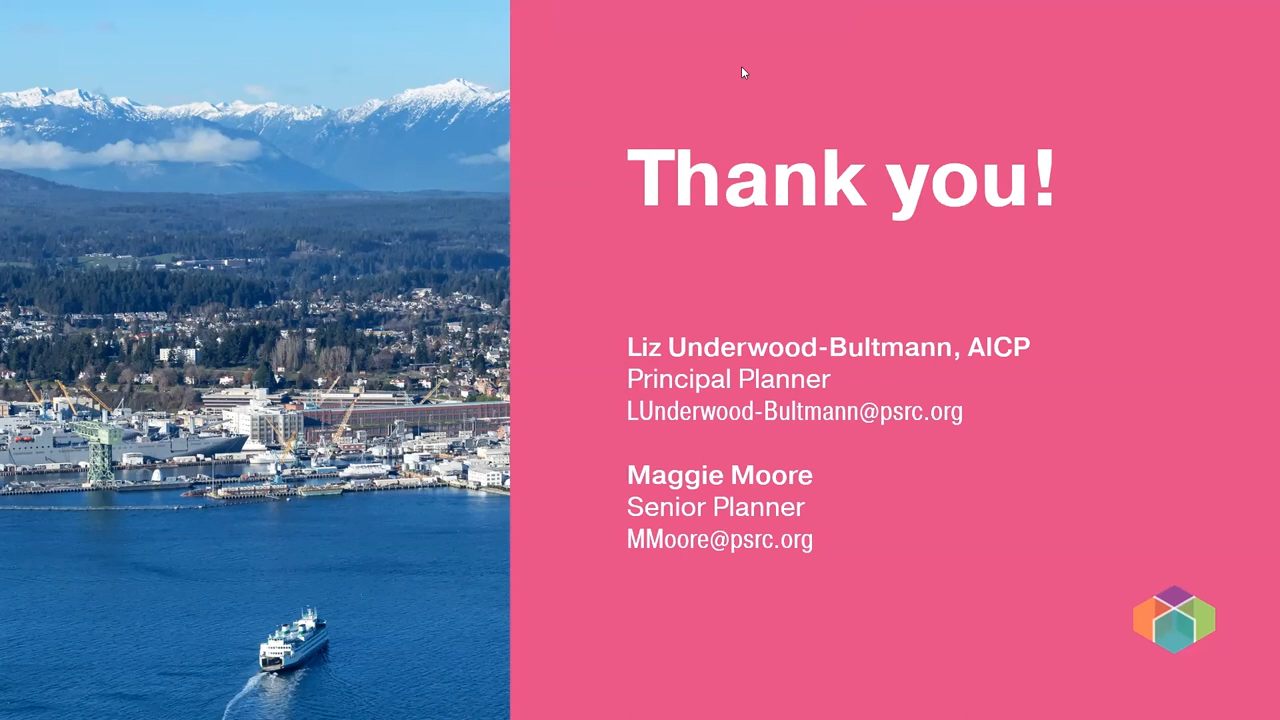 Thank you!
Liz Underwood-Bultmann, AICP
Principal Planner
LUnderwood-Bultmann@psrc.org
Maggie Moore
Senior Planner
MMoore@psrc.org